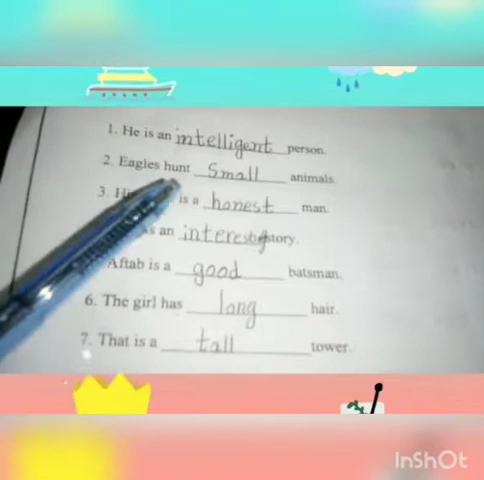 1. He is an intelligent person.
2. Eagles hunt Small animals.
3. is a honest man.
an interesting story.
Aftab is a good batsman.
6. The girl has long hair.
7. That is a tall tower.
InShOt